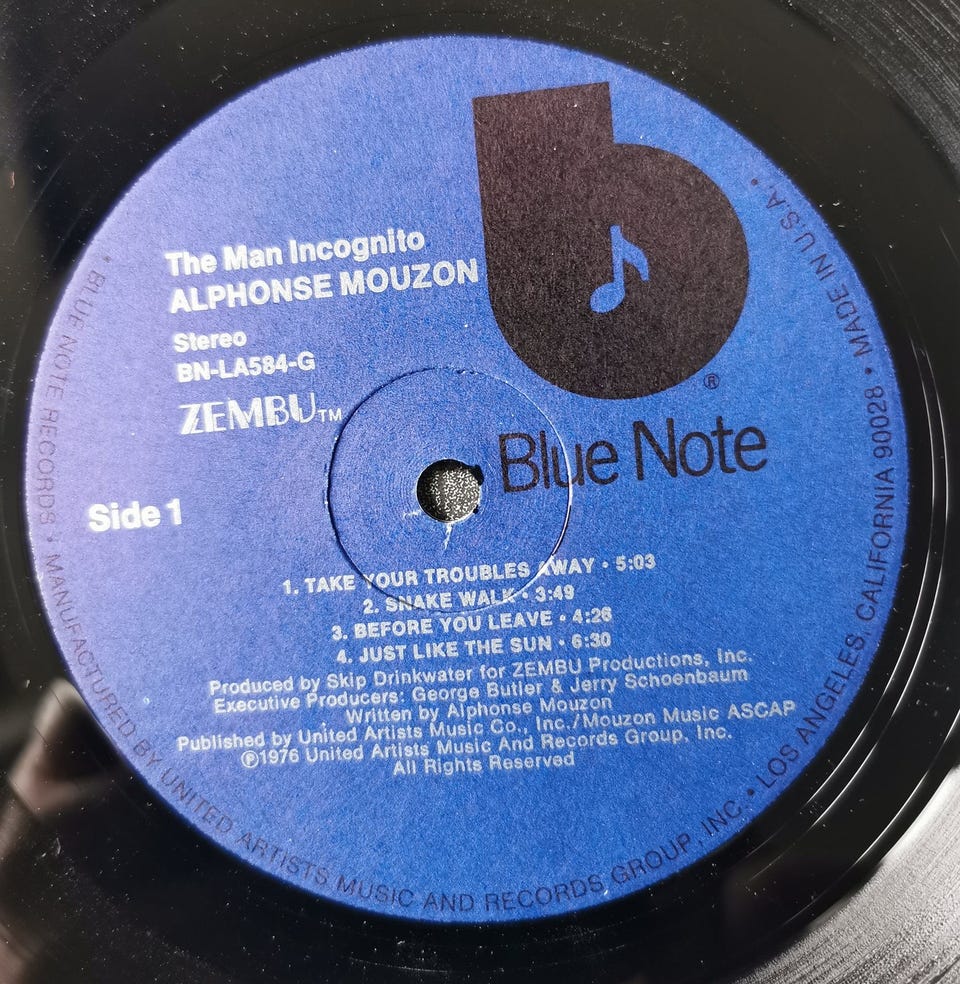 The Man Incognito
ALPHONSE MOUZON
Stereo
BN-LA584-G
ZEMBU™
Side 1
b
®
Blue Note
1. TAKE YOUR TROUBLES AWAY • 5:03
2. SNAKE WALK • 3:49
3. BEFORE YOU LEAVE • 4:26
4. JUST LIKE THE SUN • 6:30
Produced by Skip Drinkwater for ZEMBU Productions, Inc.
Executive Producers: George Butler & Jerry Schoenbaum
Written by Alphonse Mouzon
Published by United Artists Music Co., Inc./Mouzon Music ASCAP
℗1976 United Artists Music And Records Group, Inc.
All Rights Reserved
• BLUE NOTE RECORDS • MANUFACTURED BY UNITED ARTISTS MUSIC AND RECORDS GROUP, INC. • LOS ANGELES, CALIFORNIA 90028 • MADE IN U.S.A. •